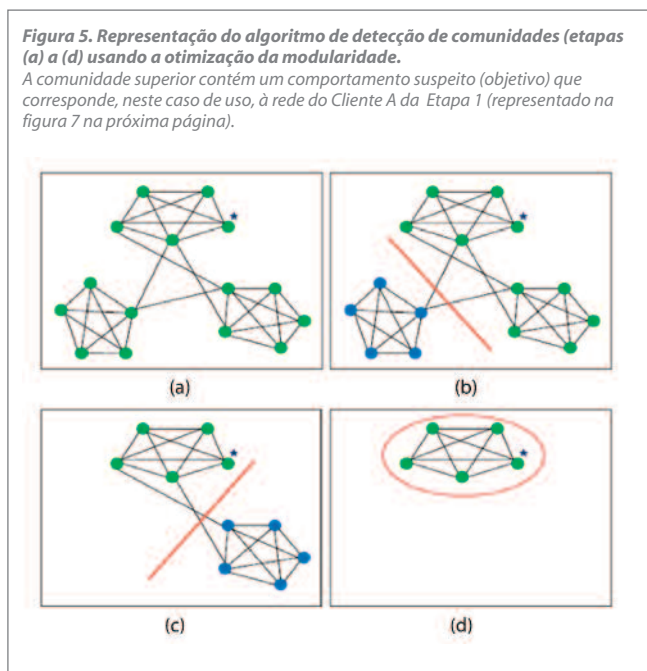 Figura 5. Representação do algoritmo de detecção de comunidades (etapas
(a) a (d) usando a otimização da modularidade.
A comunidade superior contém um comportamento suspeito (objetivo) que
corresponde, neste caso de uso, à rede do Cliente A da Etapa 1 (representado na
figura 7 na próxima página).
(a)
(b)
(c)
(d)